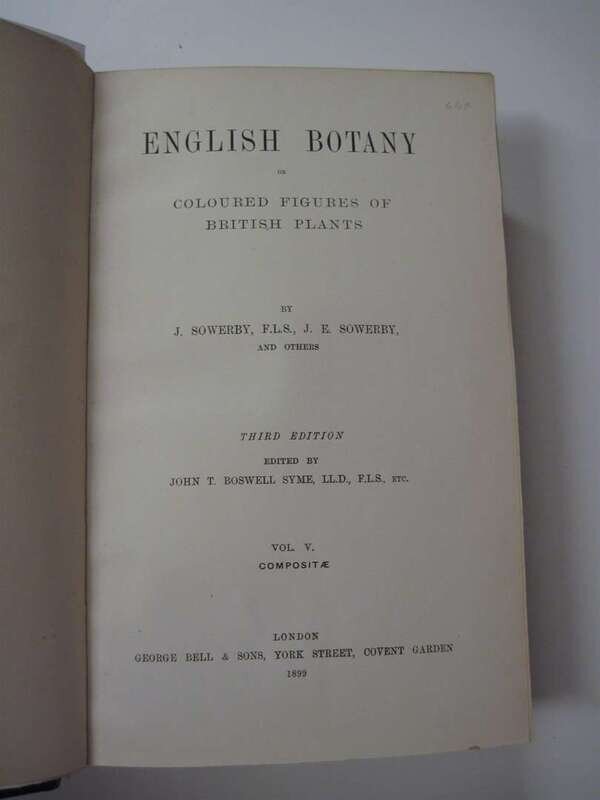 ENGLISH BOTANY
OR
COLOURED FIGURES OF
BRITISH PLANTS
BY
J. SOWERBY, F.L.S., J. E. SOWERBY,
AND OTHERS
THIRD EDITION
EDITED BY
JOHN T. BOSWELL SYME, LL.D., F.L.S., ETC.
VOL. V.
COMPOSITÆ
LONDON
GEORGE BELL & SONS, YORK STREET, COVENT GARDEN
1899